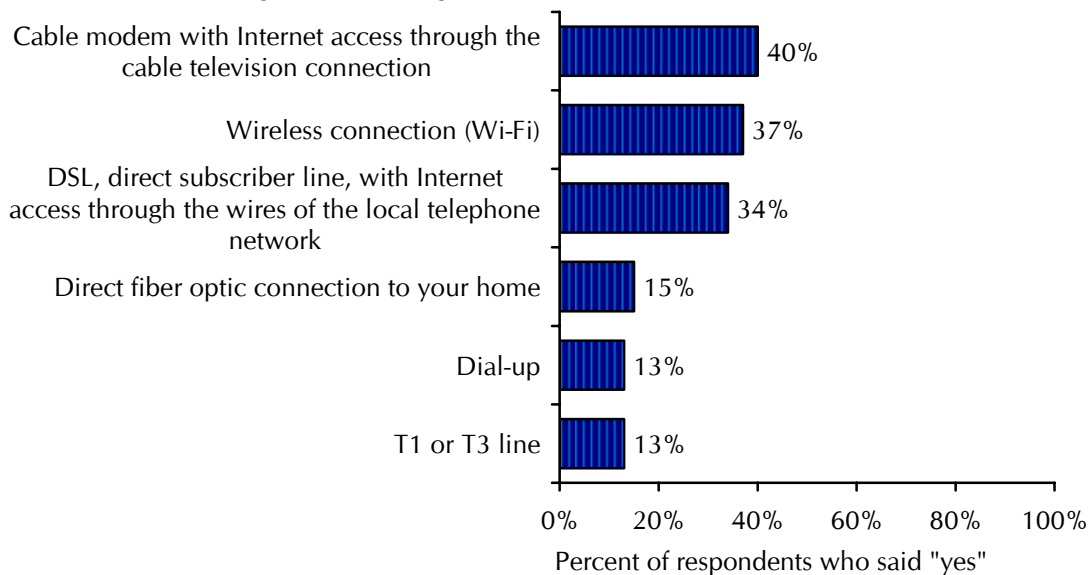 Cable modem with Internet access through the
cable television connection
40%
Wireless connection (Wi-Fi)
37%
DSL, direct subscriber line, with Internet
access through the wires of the local telephone
network
34%
Direct fiber optic connection to your home
15%
Dial-up
13%
T1 or T3 line
13%
0% 20% 40% 60% 80% 100%
Percent of respondents who said "yes"